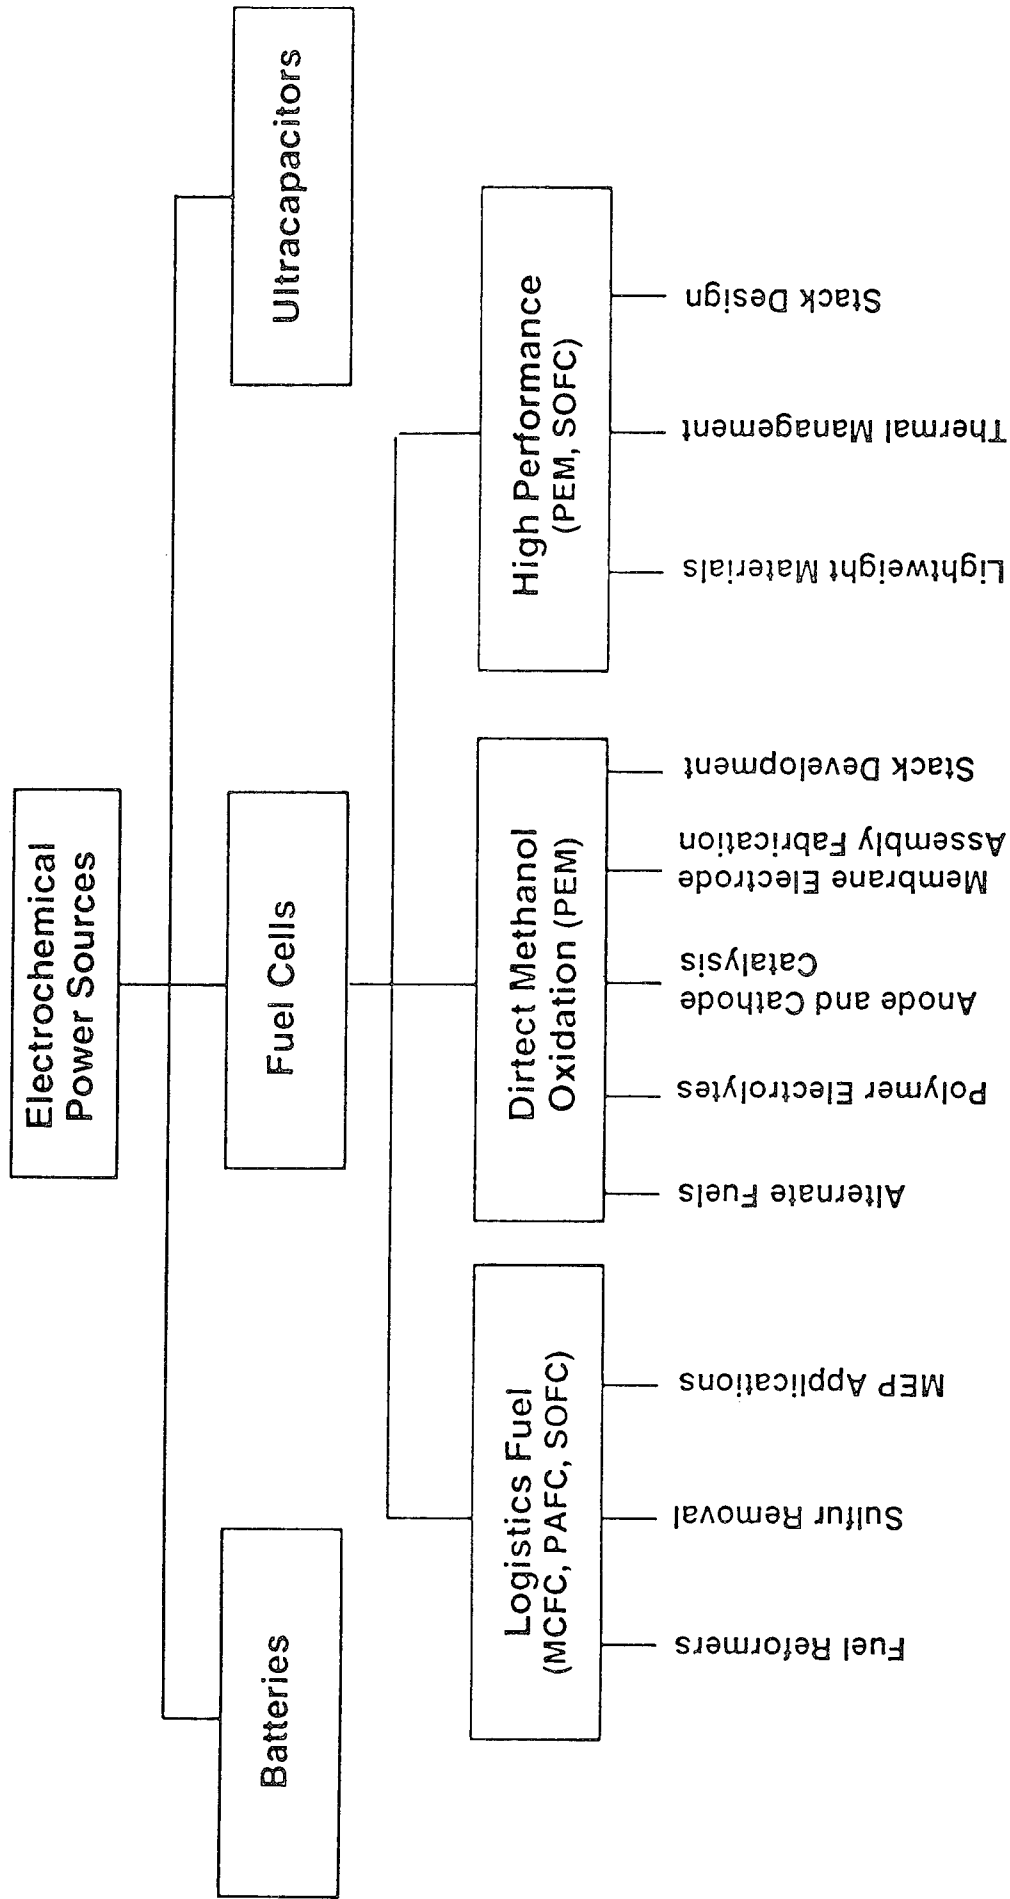 Electrochemical
Power Sources
Batteries
Fuel Cells
Ultracapacitors
Logistics Fuel
(MCFC, PAFC, SOFC)
Dirtect Methanol
Oxidation (PEM)
High Performance
(PEM, SOFC)
Fuel Reformers
Sulfur Removal
MEP Applications
Alternate Fuels
Polymer Electrolytes
Anode and Cathode
Catalysis
Membrane Electrode
Assembly Fabrication
Stack Development
Lightweight Materials
Thermal Management
Stack Design